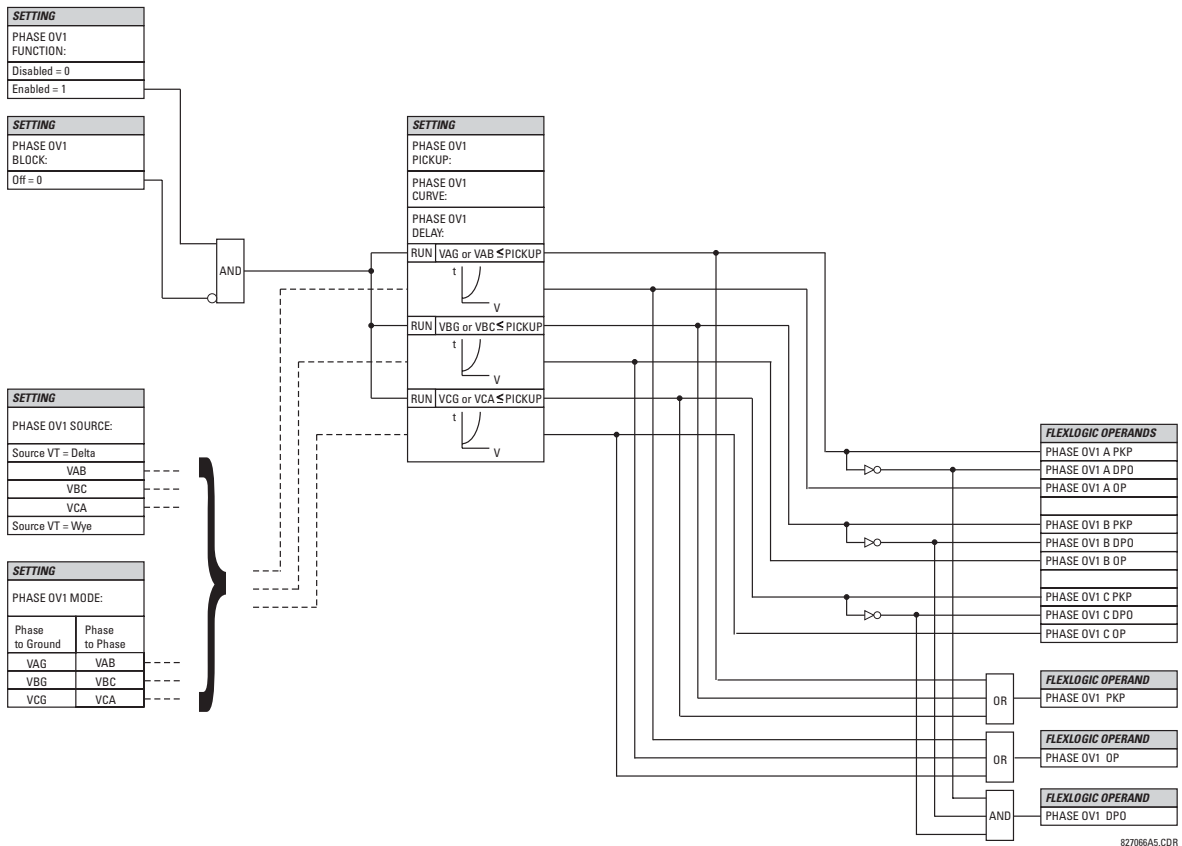 SETTING
PHASE OV1
FUNCTION:
Disabled = 0
Enabled = 1
SETTING
PHASE OV1
BLOCK:
Off = 0
AND
SETTING
PHASE OV1
PICKUP:
PHASE OV1
CURVE:
PHASE OV1
DELAY:
RUN VAG or VAB ≤ PICKUP
t
V
RUN VBG or VBC ≤ PICKUP
t
V
RUN VCG or VCA ≤ PICKUP
t
V
SETTING
PHASE OV1 SOURCE:
Source VT = Delta
VAB
VBC
VCA
Source VT = Wye
SETTING
PHASE OV1 MODE:
Phase to Ground
Phase to Phase
VAG VAB
VBG VBC
VCG VCA
FLEXLOGIC OPERANDS
PHASE OV1 A PKP
PHASE OV1 A DPO
PHASE OV1 A OP
PHASE OV1 B PKP
PHASE OV1 B DPO
PHASE OV1 B OP
PHASE OV1 C PKP
PHASE OV1 C DPO
PHASE OV1 C OP
OR
FLEXLOGIC OPERAND
PHASE OV1 PKP
OR
FLEXLOGIC OPERAND
PHASE OV1 OP
AND
FLEXLOGIC OPERAND
PHASE OV1 DPO
827066A5.CDR